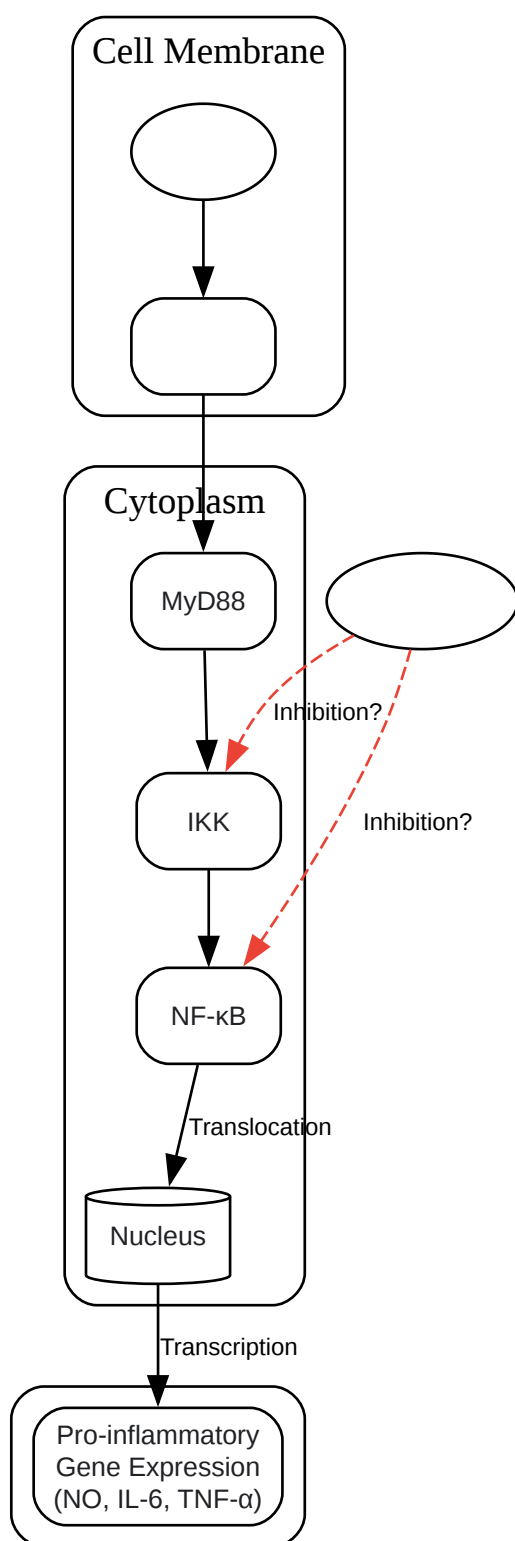 Cell Membrane
Cytoplasm
MyD88
Inhibition?
IKK
Inhibition?
NF-κB
Translocation
Nucleus
Transcription
Pro-inflammatory
Gene Expression
(NO, IL-6, TNF-α)